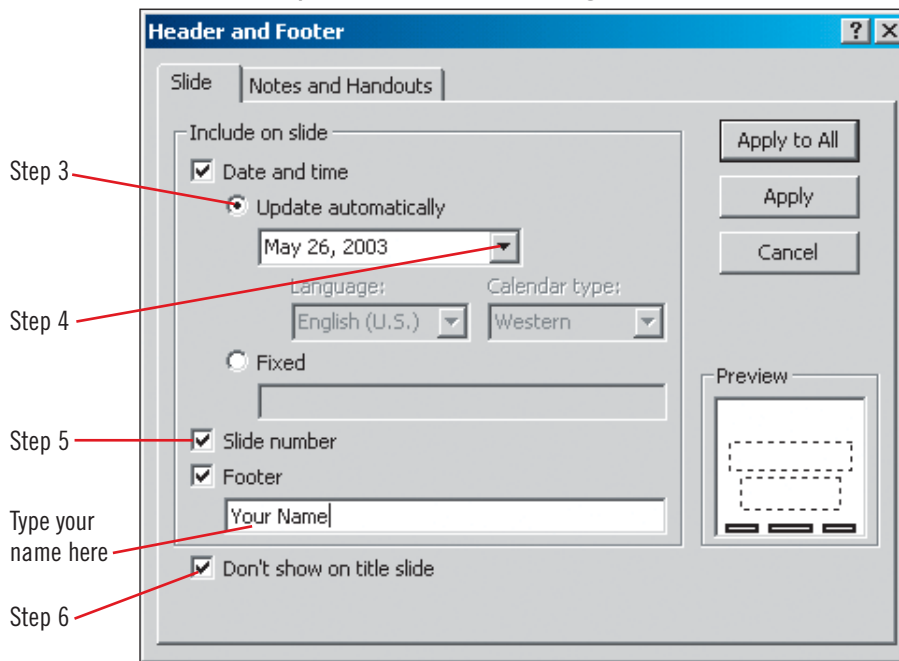 Header and Footer
Slide
Notes and Handouts
Include on slide
Apply to All
Step 3
Date and time
Update automatically
Apply
May 26, 2003
Cancel
Language:
Calendar type:
Step 4
English (U.S.)
Western
Fixed
Preview
Step 5
Slide number
Footer
Type your
name here
Your Name
Don't show on title slide
Step 6